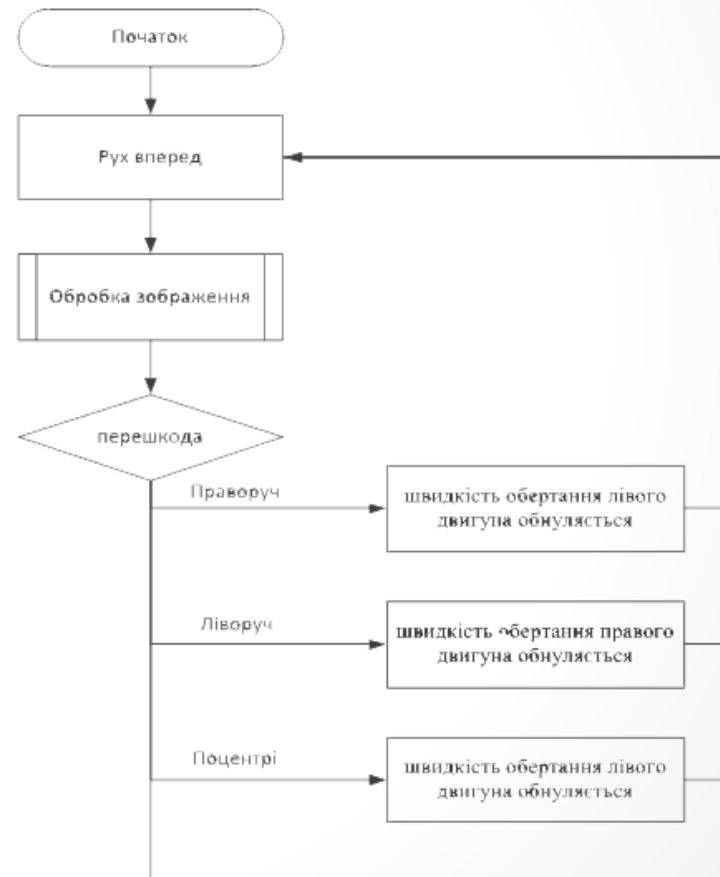 Початок
Рух вперед
Обробка зображення
перешкода
Праворуч
швидкість обертання лівого
двигуна обнуляється
Ліворуч
швидкість обертання правого
двигуна обнуляється
Поцентрі
швидкість обертання лівого
двигуна обнуляється